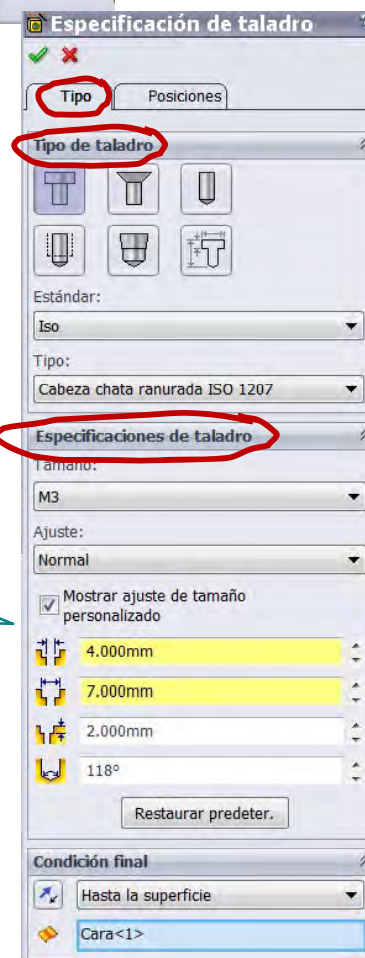 Especificación de taladro
Tipo
Posiciones
Tipo de taladro
Estándar:
Iso
Tipo:
Cabeza chata ranurada ISO 1207
Especificaciones de taladro
Tamaño:
M3
Ajuste:
Normal
Mostrar ajuste de tamaño
personalizado
4.000mm
7.000mm
2.000mm
118º
Restaurar predeter.
Condición final
Hasta la superficie
Cara<1>